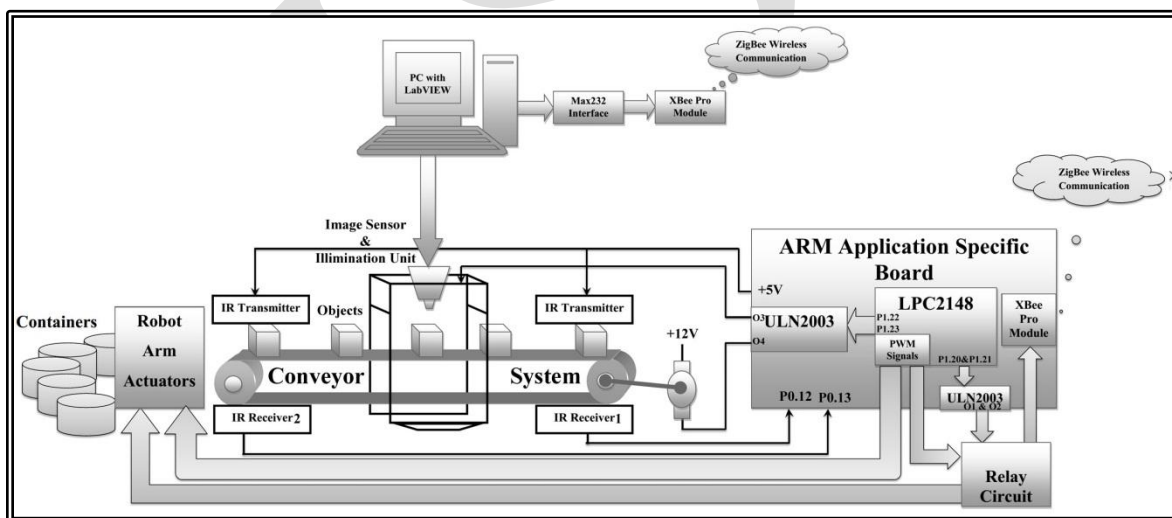 ZigBee Wireless
Communication
PC with
LabVIEW
Max232
Interface
XBee Pro
Module
ZigBee Wireless
Communication
Image Sensor
&
Illimination Unit
ARM Application Specific
Board
+5V
LPC2148
IR Transmitter
Objects
IR Transmitter
Containers
Robot
Arm
Actuators
+12V
O3
ULN2003
O4
P1.22
P1.23
PWM
Signals
XBee
Pro
Module
P1.20&P1.21
Conveyor
System
IR Receiver2
IR Receiver1
P0.12
P0.13
ULN2003
O1 & O2
Relay
Circuit